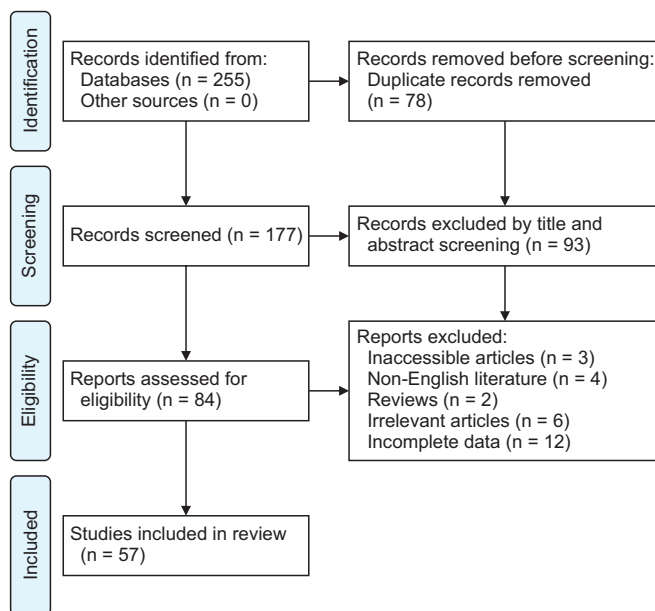 Identification
Records identified from:
Databases (n = 255)
Other sources (n = 0)
Records removed before screening:
Duplicate records removed
(n = 78)
Screening
Records screened (n = 177)
Records excluded by title and
abstract screening (n = 93)
Eligibility
Reports assessed for
eligibility (n = 84)
Reports excluded:
Inaccessible articles (n = 3)
Non-English literature (n = 4)
Reviews (n = 2)
Irrelevant articles (n = 6)
Incomplete data (n = 12)
Included
Studies included in review
(n = 57)